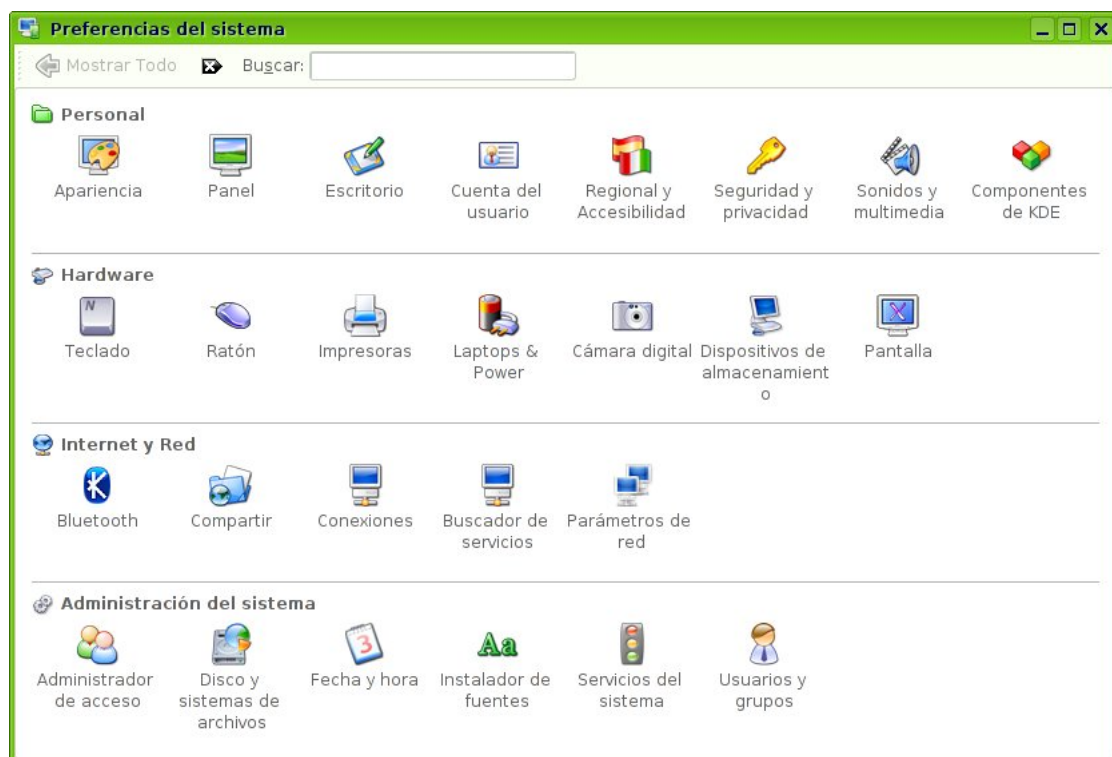 Preferencias del sistema
Mostrar Todo Buscar:
Personal
Apariencia Panel Escritorio Cuenta del usuario Regional y Accesibilidad Seguridad y privacidad Sonidos y multimedia Componentes de KDE
Hardware
N
Teclado Ratón Impresoras Laptops & Power Cámara digital Dispositivos de almacenamient o Pantalla
X
Internet y Red
Bluetooth Compartir Conexiones Buscador de servicios Parámetros de red
Administración del sistema
3
Aa
Administrador de acceso Disco y sistemas de archivos Fecha y hora Instalador de fuentes Servicios del sistema Usuarios y grupos